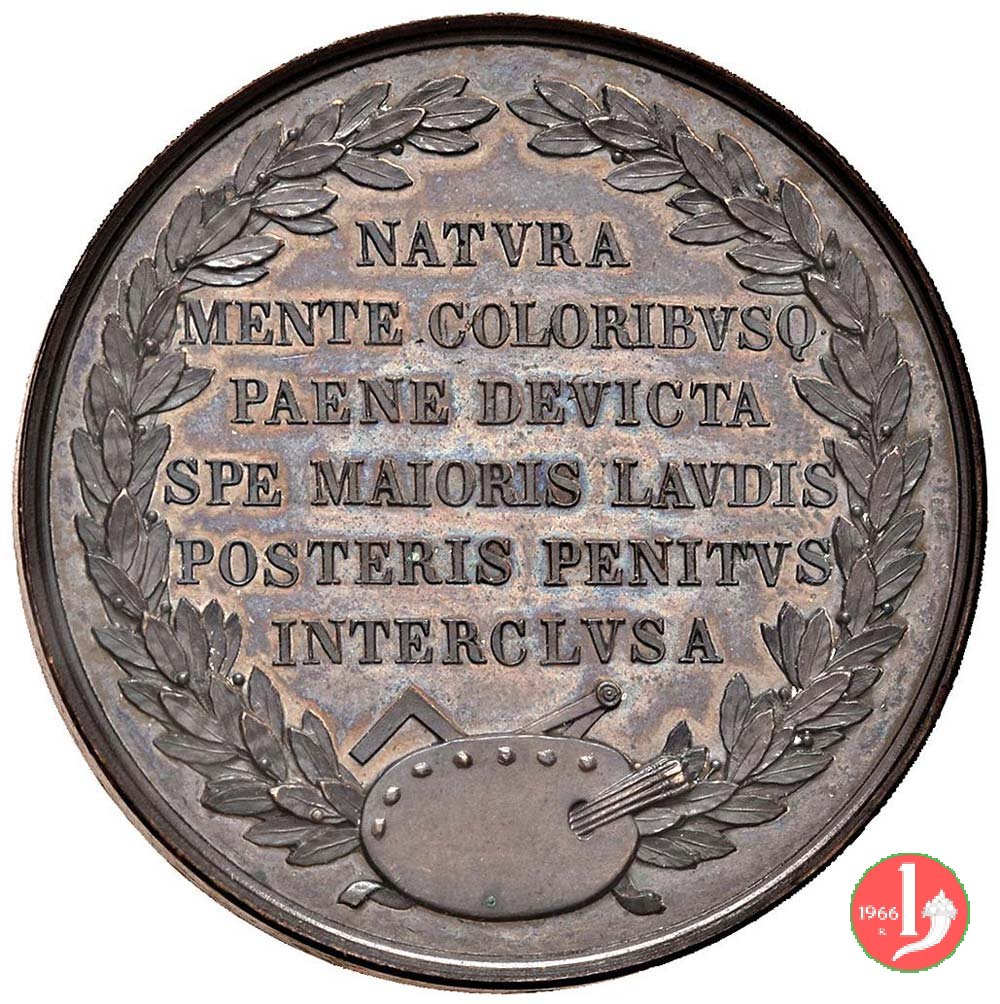 NATVRA
MENTE COLORIBVSQ
PAENE DEVICTA
SPE MAIORIS LAVDIS
POSTERIS PENITVS
INTERCLVSA
1966
R